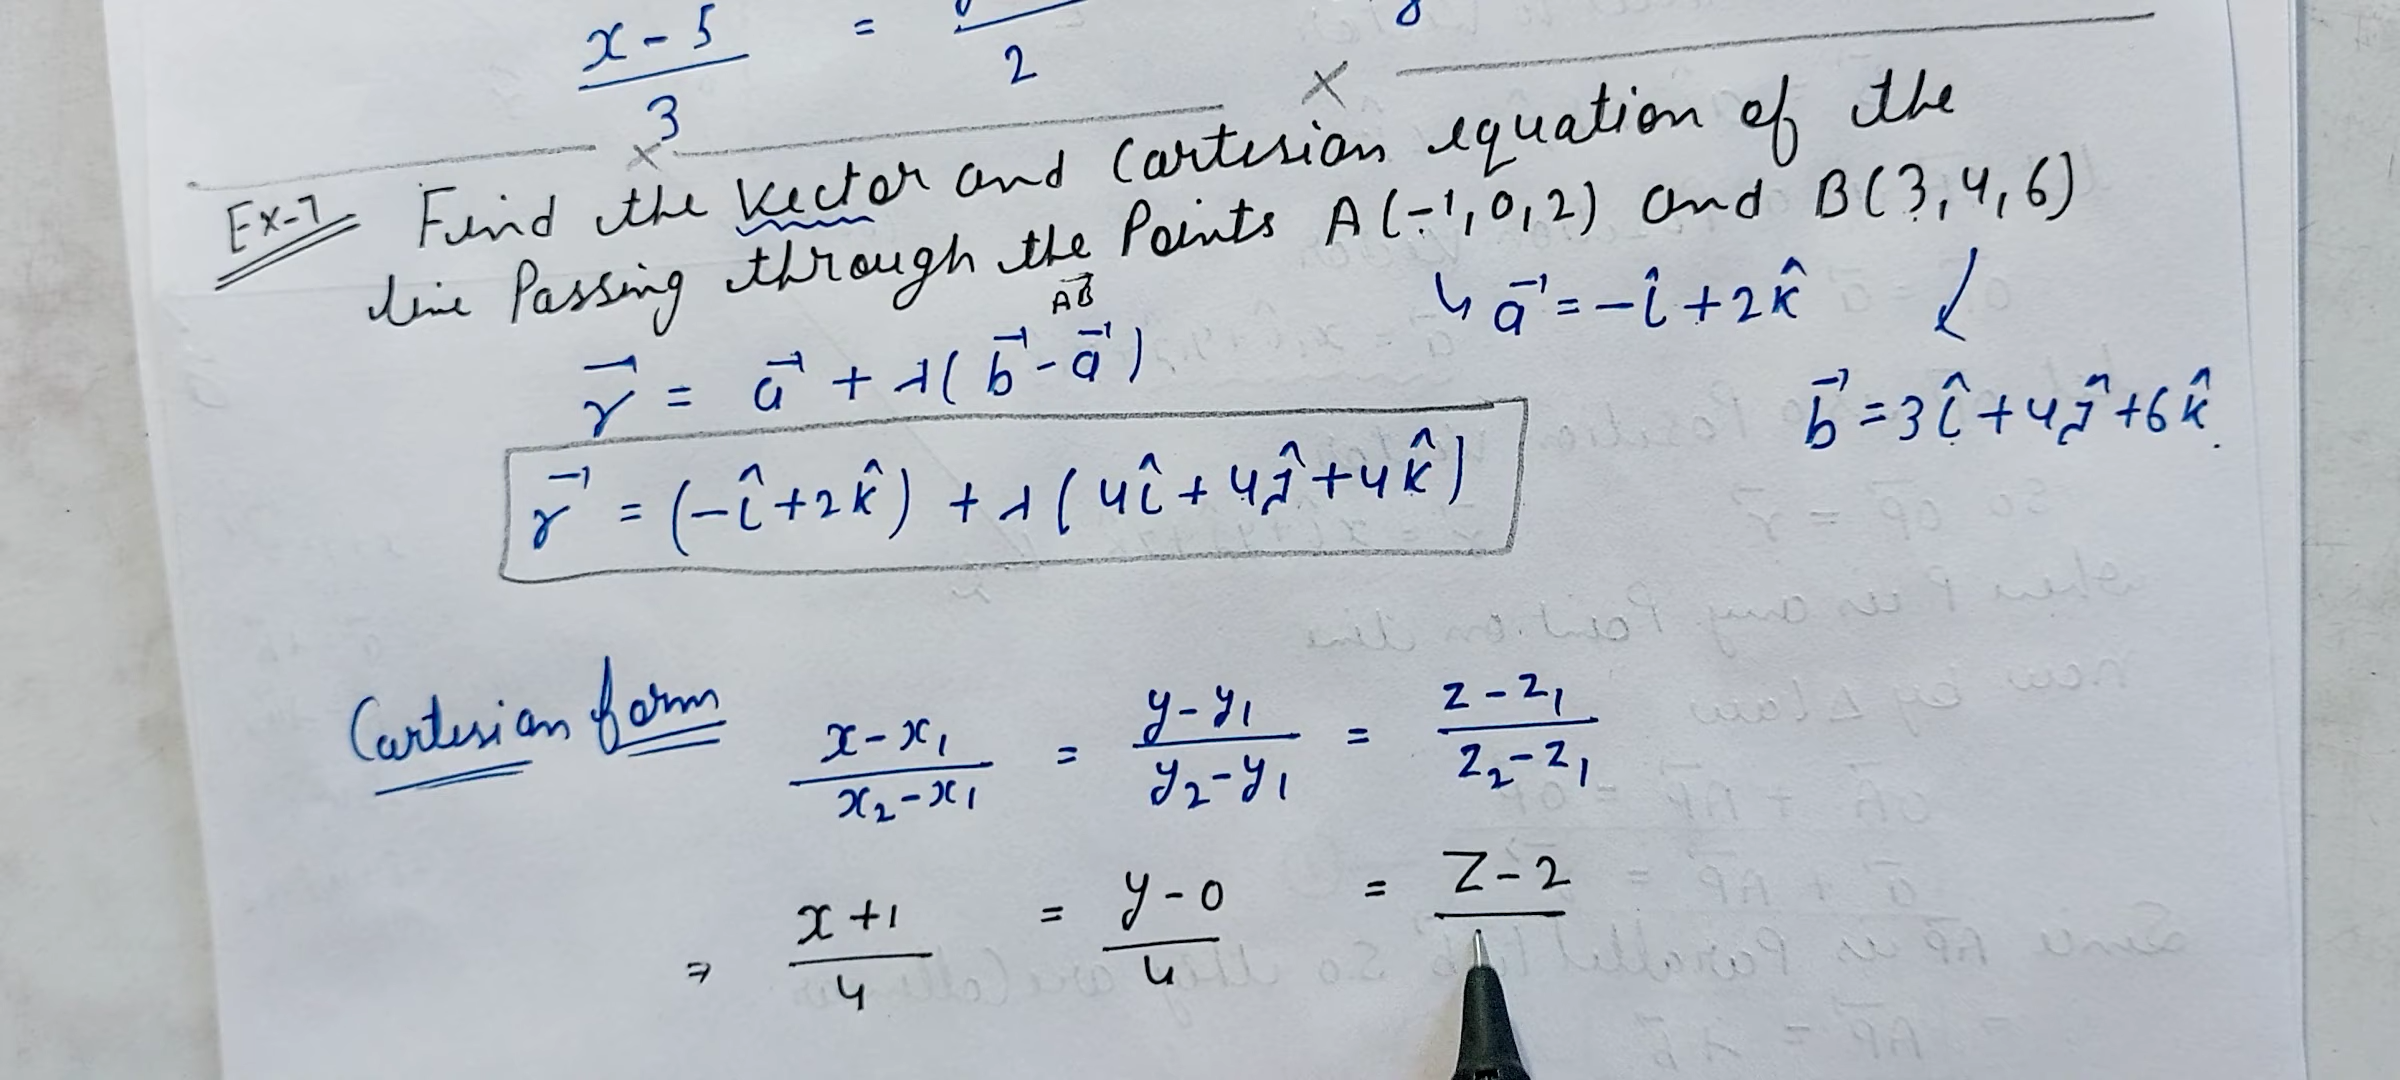 x-5/3 = /2
Ex-7 Find the vector and Cartesian equation of the
line Passing through the Points A(-1,0,2) and B(3,4,6)
AB→
r→ = a→ + λ(b→ - a→)
↳ a→ = -î+2k̂
b→ = 3î+4ĵ+6k̂.
r→ = (-î+2k̂) + λ(4î+4ĵ+4k̂)
Cartesian form
x-x₁/x₂-x₁ = y-y₁/y₂-y₁ = z-z₁/z₂-z₁
⇒ x+1/4 = y-0/4 = z-2/